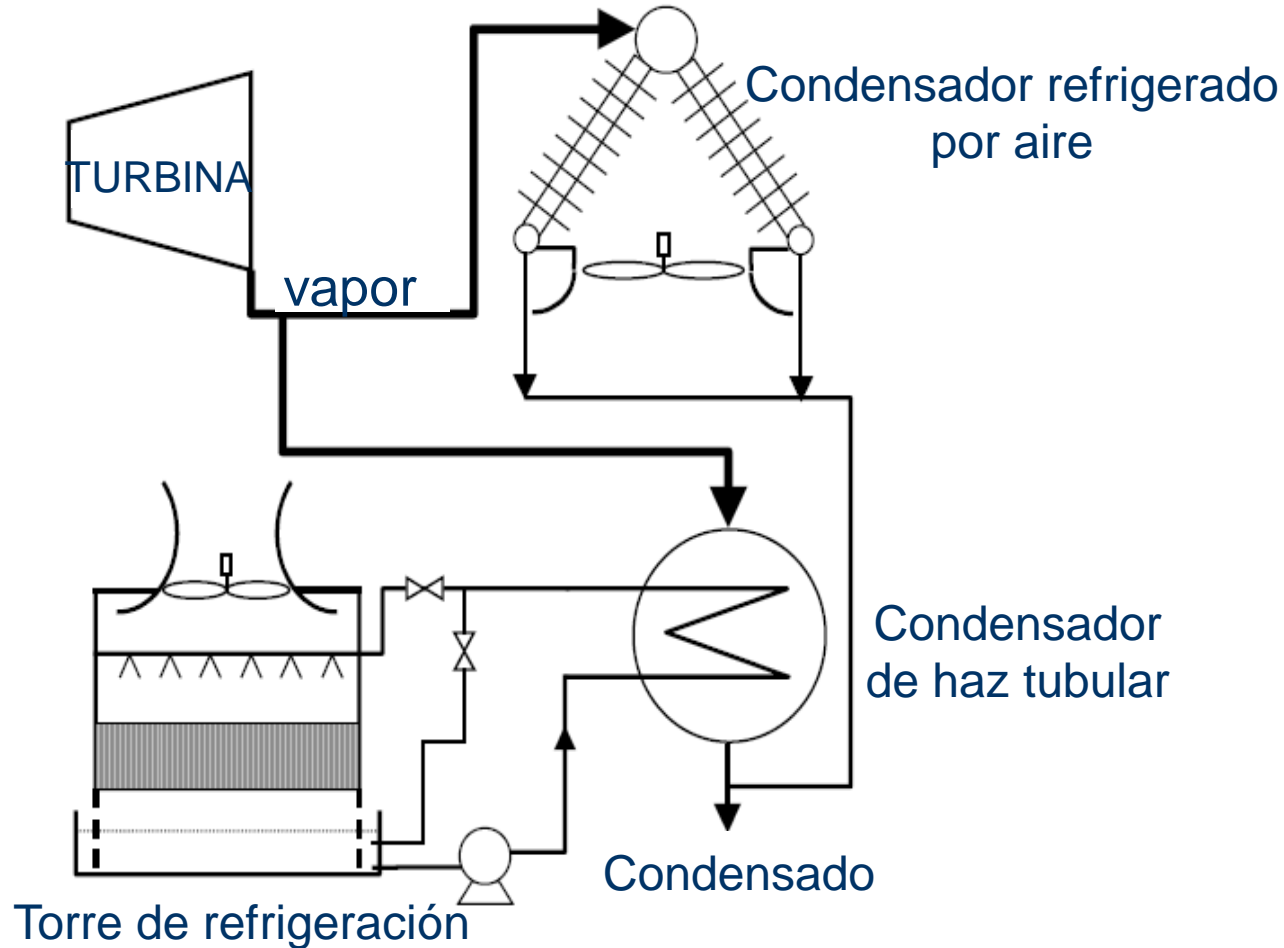 Condensador refrigerado
por aire
TURBINA
vapor
Condensador
de haz tubular
Condensado
Torre de refrigeración